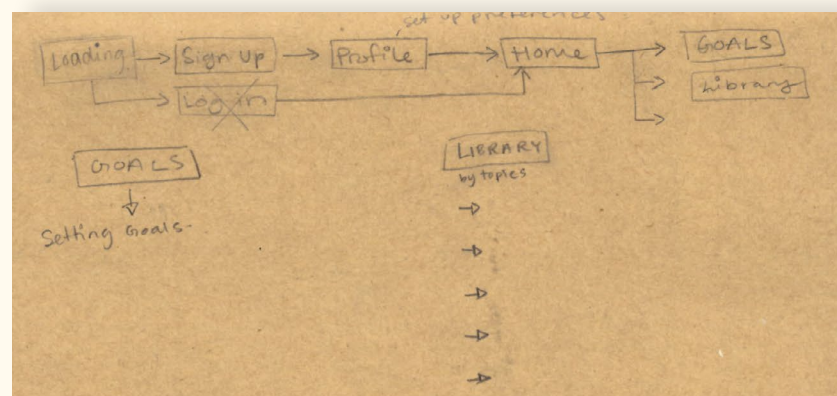 set up preferences
Loading Sign Up Profile Home GOALS
Log in Library
GOALS LIBRARY
by topics
Setting Goals-